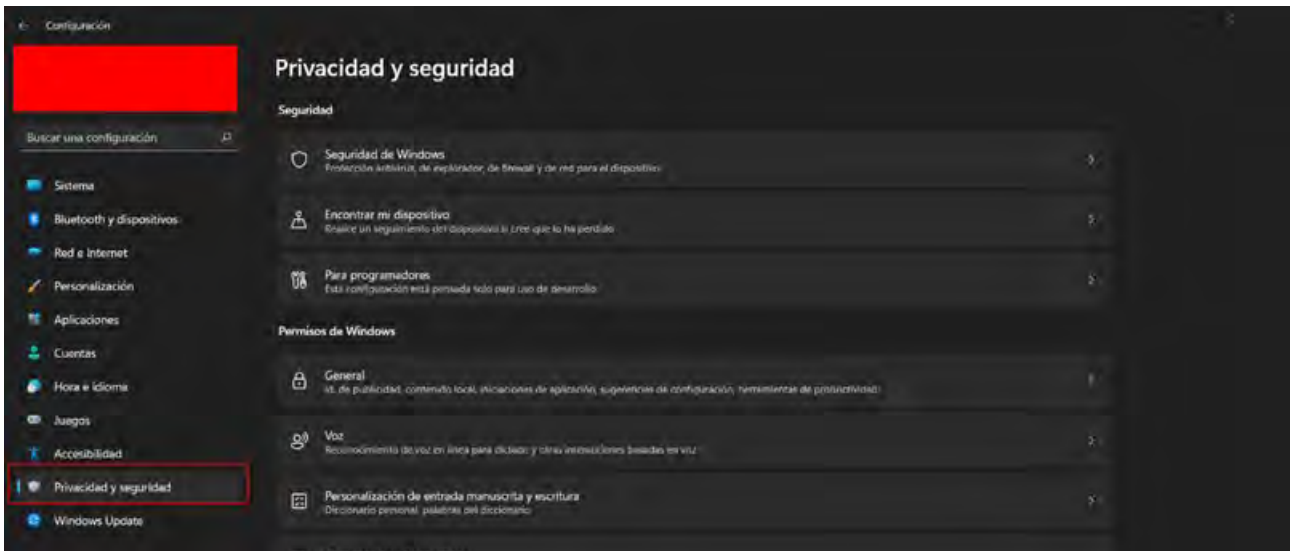 Configuración
Buscar una configuración
Sistema
Bluetooth y dispositivos
Red e Internet
Personalización
Aplicaciones
Cuentas
Hora e idioma
Juegos
Accesibilidad
Privacidad y seguridad
Windows Update
Privacidad y seguridad
Seguridad
Seguridad de Windows
Protección antivirus, de explorador, de firewall y de red para el dispositivo
Encontrar mi dispositivo
Realice un seguimiento del dispositivo si cree que lo ha perdido
Para programadores
Esta configuración está pensada solo para uso de desarrollo
Permisos de Windows
General
Id. de publicidad, contenido local, iniciaciones de aplicación, sugerencias de configuración, herramientas de productividad
Voz
Reconocimiento de voz en línea para dictado y otras interacciones basadas en voz
Personalización de entrada manuscrita y escritura
Diccionario personal, palabras del diccionario